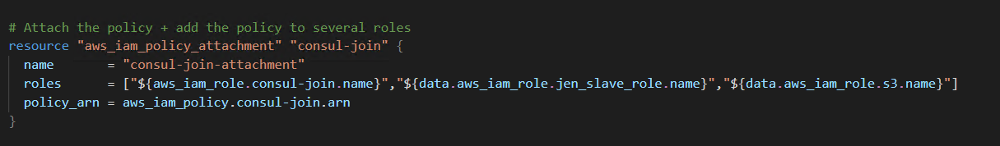 # Attach the policy + add the policy to several roles
resource "aws_iam_policy_attachment" "consul-join" {
  name       = "consul-join-attachment"
  roles      = ["${aws_iam_role.consul-join.name}","${data.aws_iam_role.jen_slave_role.name}","${data.aws_iam_role.s3.name}"]
  policy_arn = aws_iam_policy.consul-join.arn
}